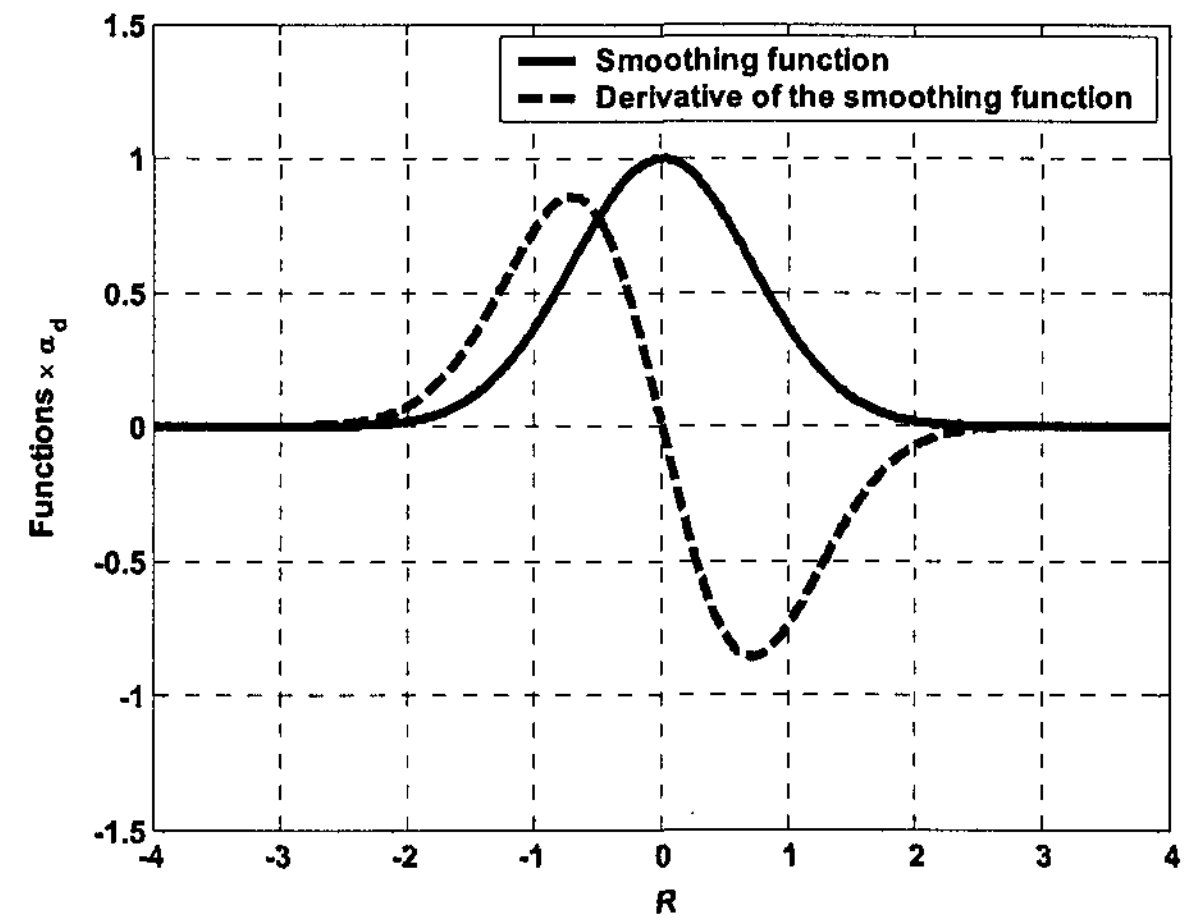 1.5
Smoothing function
Derivative of the smoothing function
1
0.5
0
-0.5
-1
-1.5
Functions × α_d
-4 -3 -2 -1 0 1 2 3 4
R